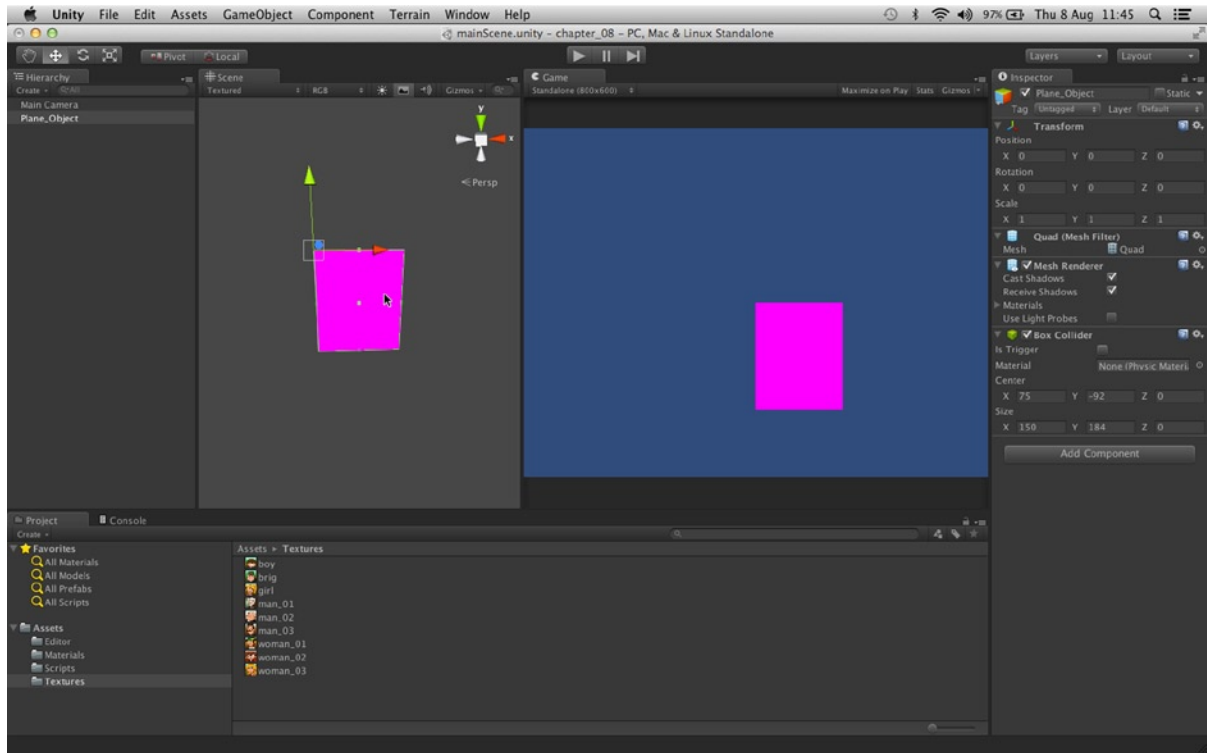 Unity File Edit Assets GameObject Component Terrain Window Help 97% Thu 8 Aug 11:45
mainScene.unity - chapter_08 - PC, Mac & Linux Standalone
Pivot Local Layers Layout
Hierarchy
Create All
Main Camera
Plane_Object
Scene
Textured RGB Gizmos
y
x
Persp
Game
Standalone (800x600) Maximize on Play Stats Gizmos
Inspector
Plane_Object Static
Tag Untagged Layer Default
Transform
Position
X 0 Y 0 Z 0
Rotation
X 0 Y 0 Z 0
Scale
X 1 Y 1 Z 1
Quad (Mesh Filter)
Mesh Quad
Mesh Renderer
Cast Shadows
Receive Shadows
Materials
Use Light Probes
Box Collider
Is Trigger
Material None (Physic Materi
Center
X 75 Y -92 Z 0
Size
X 150 Y 184 Z 0
Add Component
Project Console
Create
Favorites
All Materials
All Models
All Prefabs
All Scripts
Assets
Editor
Materials
Scripts
Textures
Assets Textures
boy
brig
girl
man_01
man_02
man_03
woman_01
woman_02
woman_03